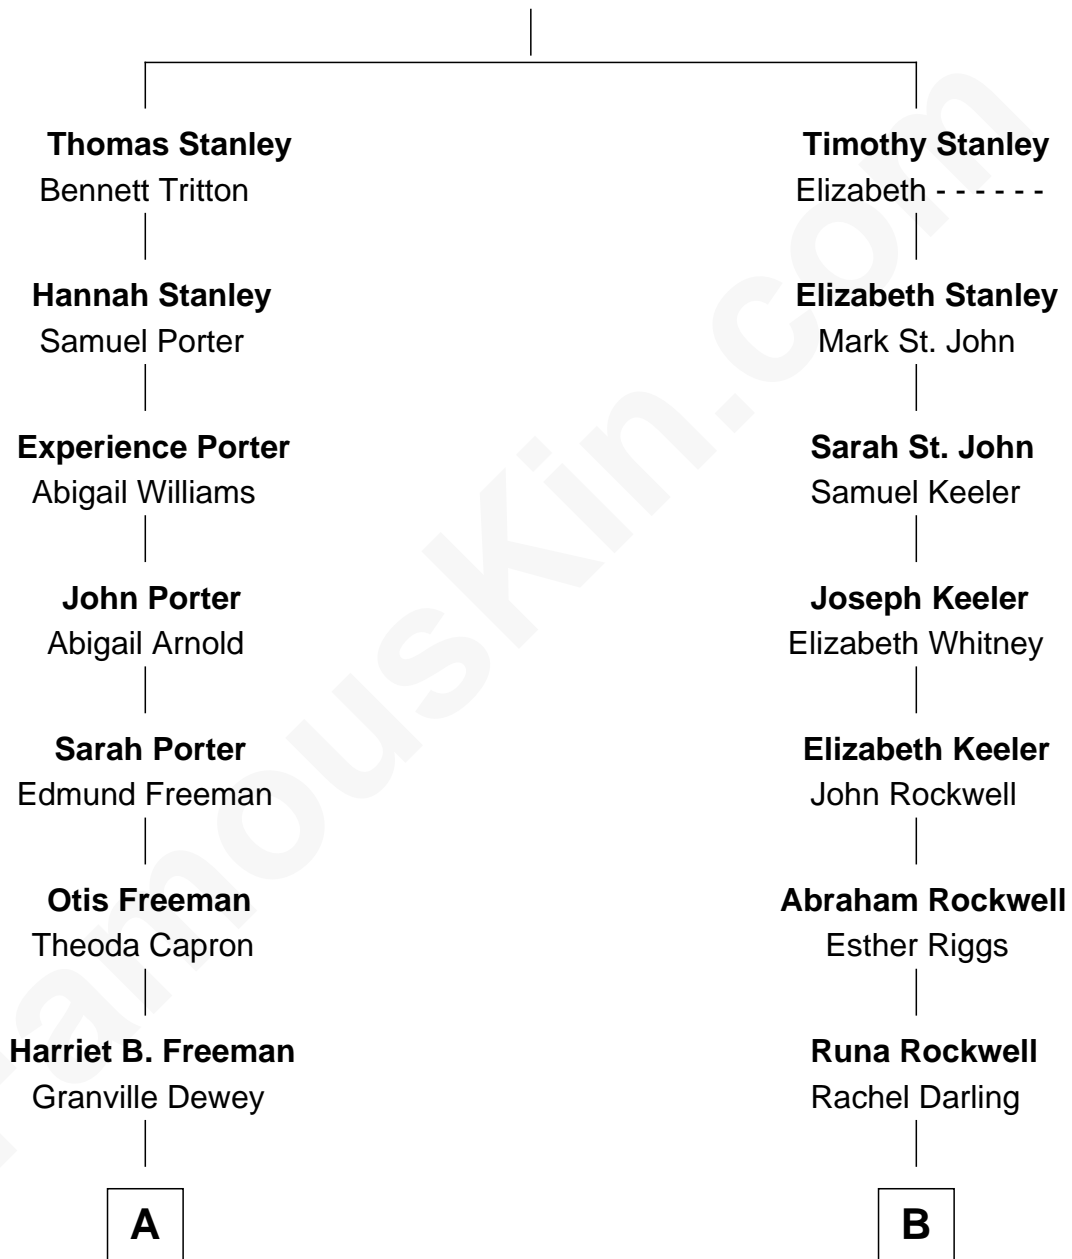 Thomas Stanley
Bennett Tritton
Hannah Stanley
Samuel Porter
Experience Porter
Abigail Williams
John Porter
Abigail Arnold
Sarah Porter
Edmund Freeman
Otis Freeman
Theoda Capron
Harriet B. Freeman
Granville Dewey
A
Timothy Stanley
Elizabeth - - - - - -
Elizabeth Stanley
Mark St. John
Sarah St. John
Samuel Keeler
Joseph Keeler
Elizabeth Whitney
Elizabeth Keeler
John Rockwell
Abraham Rockwell
Esther Riggs
Runa Rockwell
Rachel Darling
B
FamousKin.com